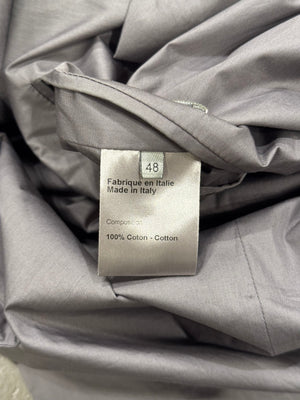 48
Fabrique en Italie
Made in Italy
Composition
100% Coton - Cotton